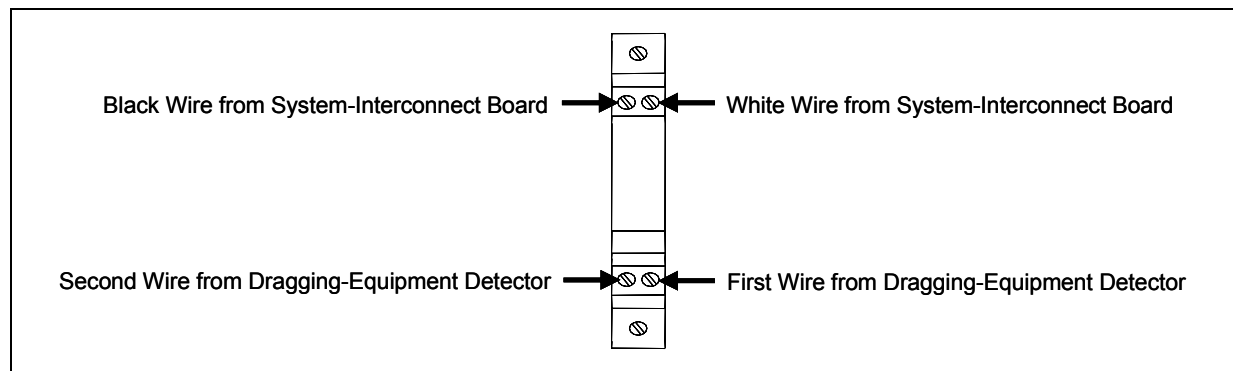 Black Wire from System-Interconnect Board
White Wire from System-Interconnect Board
Second Wire from Dragging-Equipment Detector
First Wire from Dragging-Equipment Detector